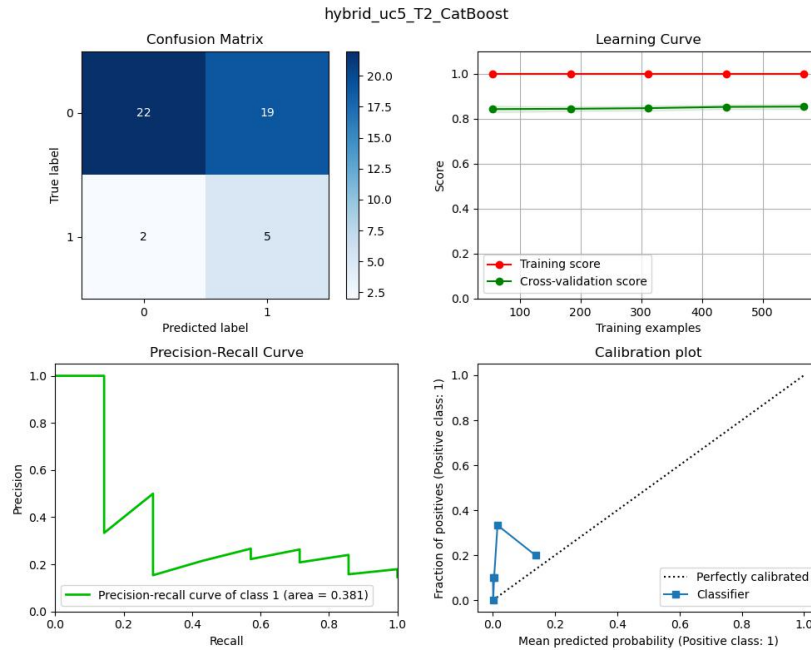 hybrid_uc5_T2_CatBoost
Confusion Matrix
0
1
True label
22
19
2
5
0
1
Predicted label
20.0
17.5
15.0
12.5
10.0
7.5
5.0
2.5
Learning Curve
1.0
0.8
0.6
0.4
0.2
0.0
Score
Training score
Cross-validation score
100
200
300
400
500
Training examples
Precision-Recall Curve
1.0
0.8
0.6
0.4
0.2
0.0
Precision
Precision-recall curve of class 1 (area = 0.381)
0.0
0.2
0.4
0.6
0.8
1.0
Recall
Calibration plot
1.0
0.8
0.6
0.4
0.2
0.0
Fraction of positives (Positive class: 1)
Perfectly calibrated
Classifier
0.0
0.2
0.4
0.6
0.8
1.0
Mean predicted probability (Positive class: 1)